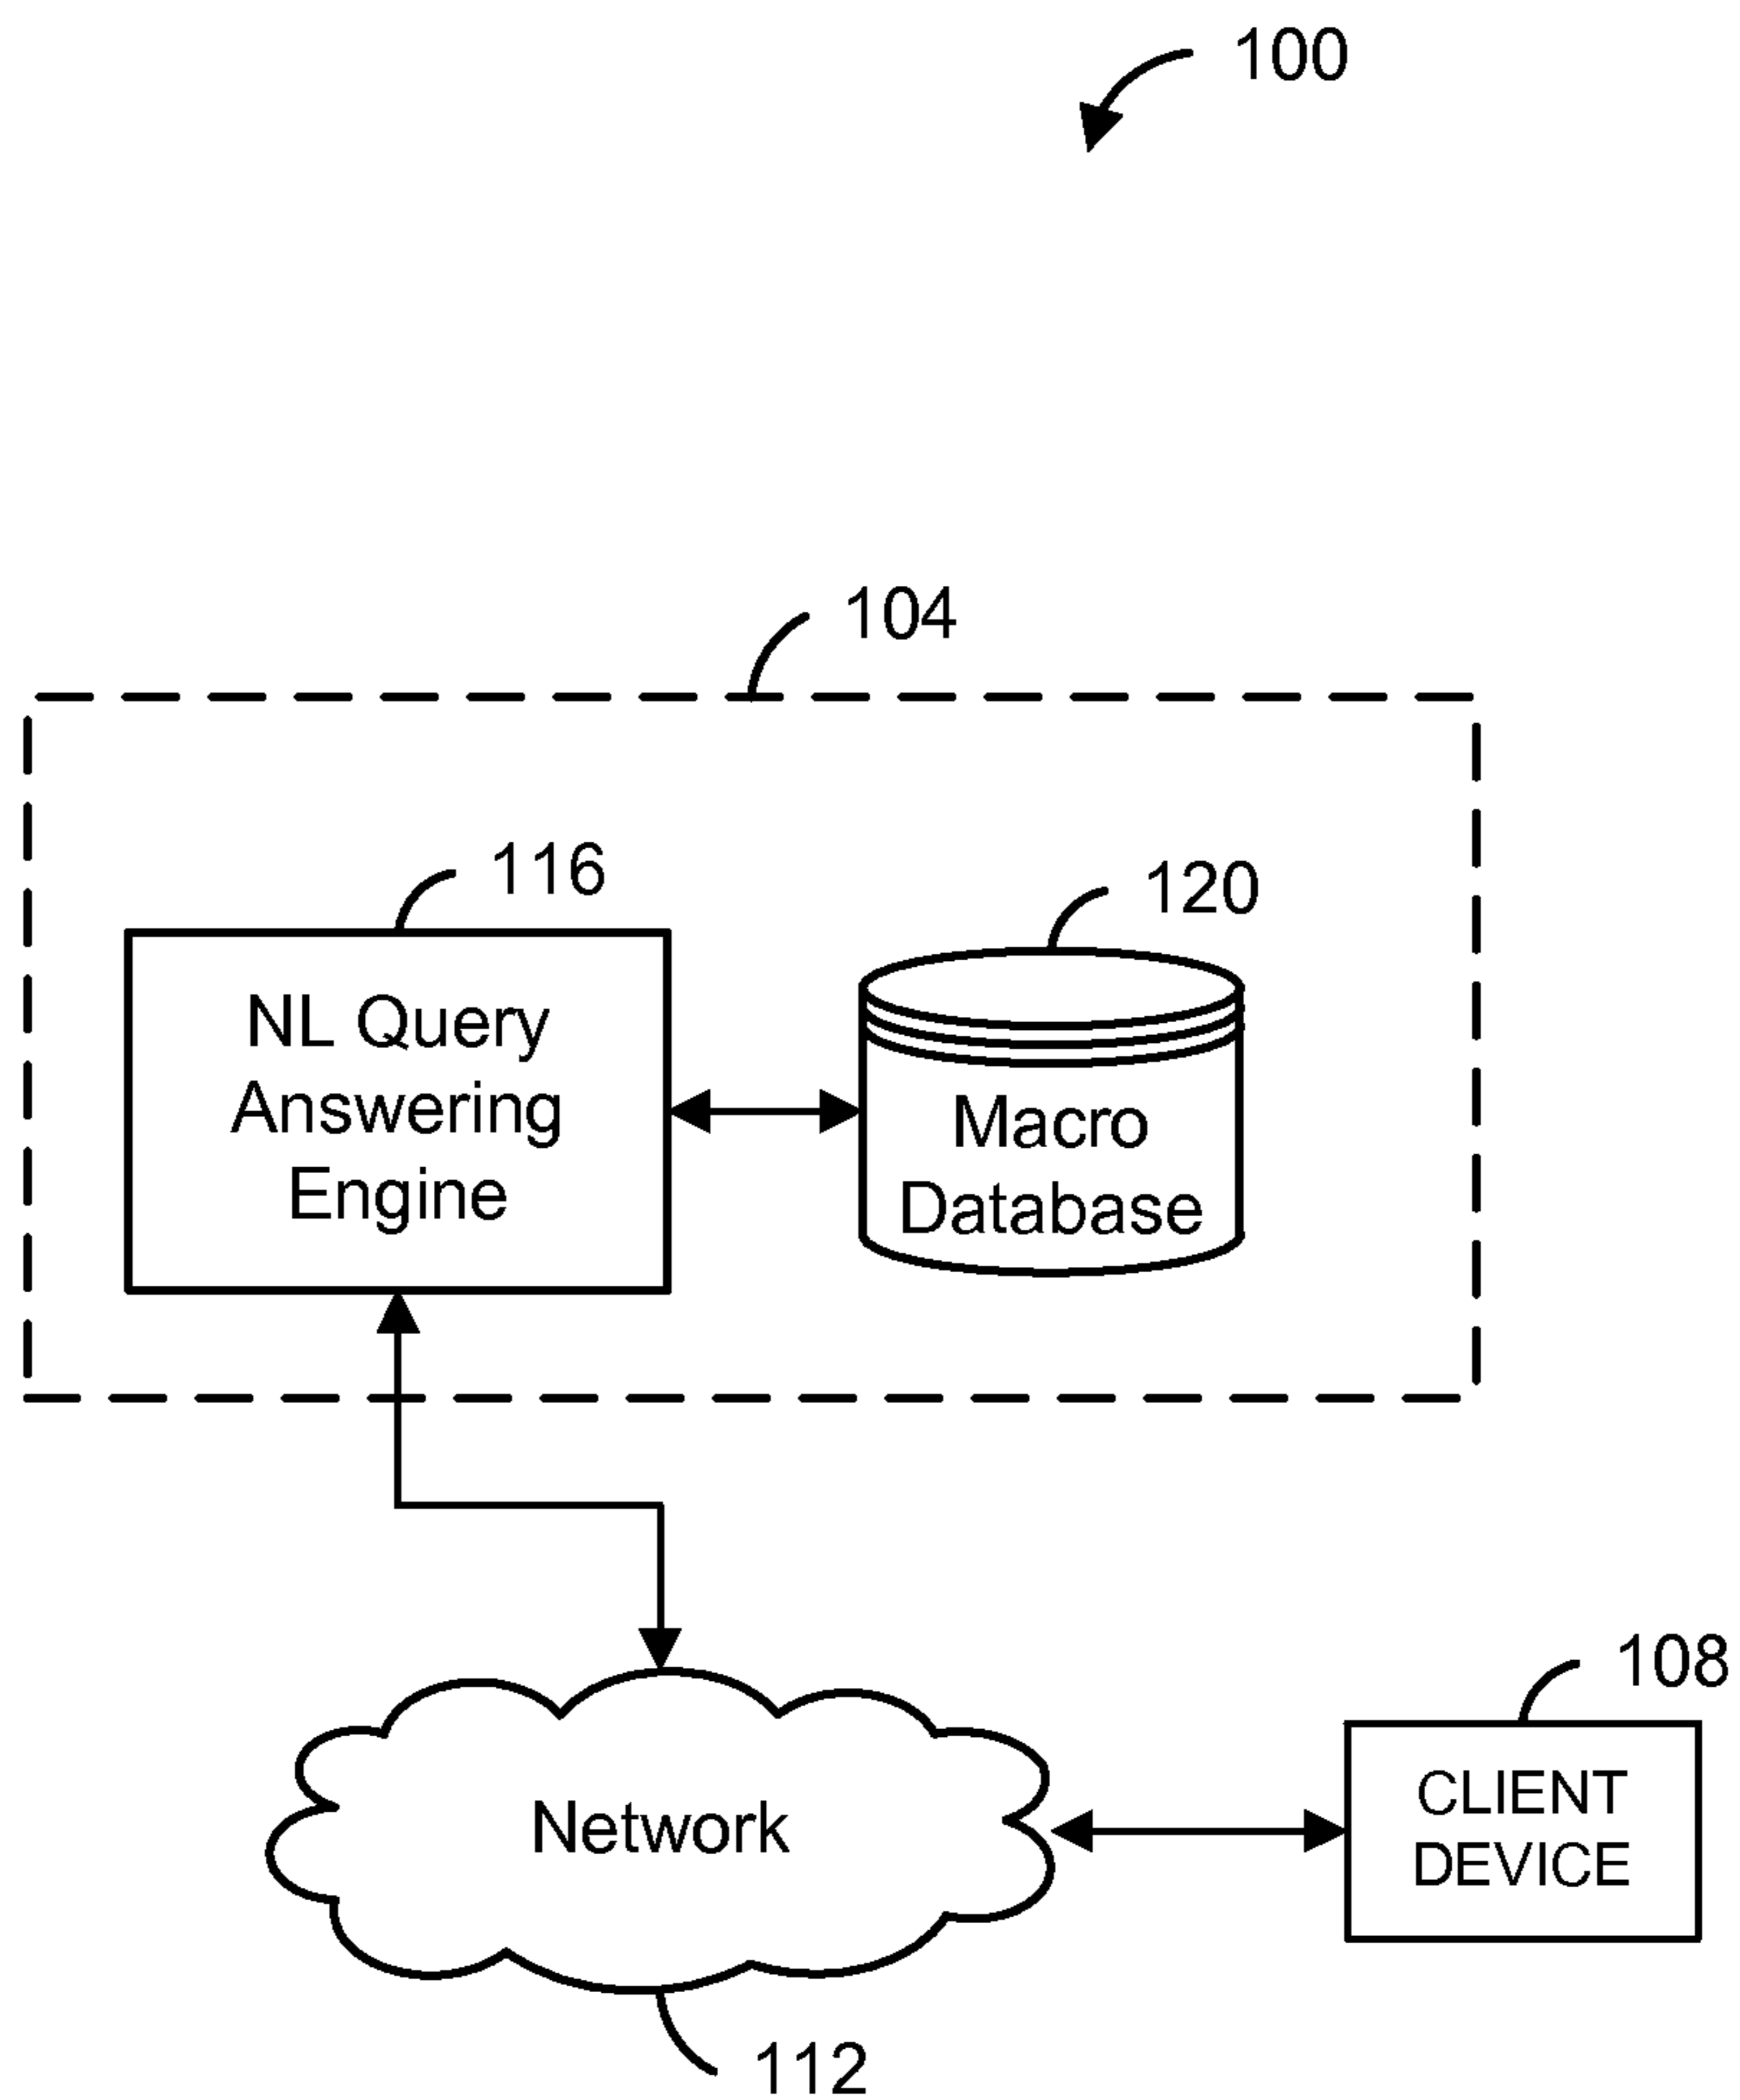 100
104
116
120
NL Query
Answering
Engine
Macro
Database
108
CLIENT
DEVICE
Network
112